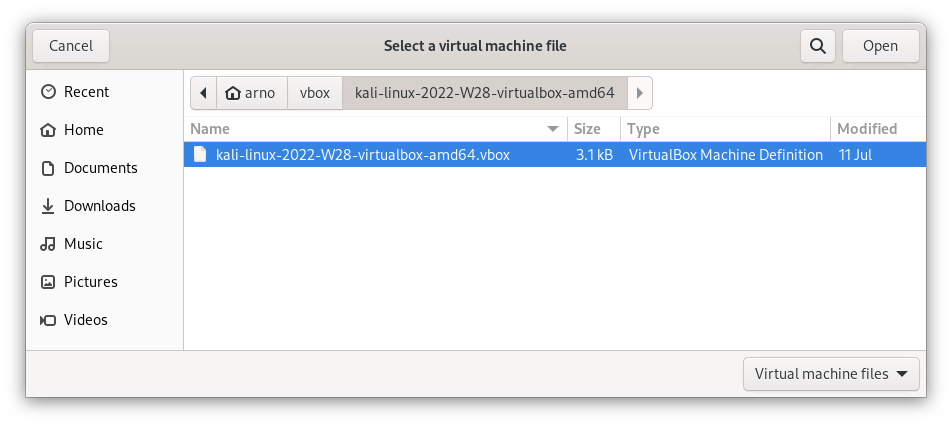 Cancel Select a virtual machine file Open
Recent
Home
Documents
Downloads
Music
Pictures
Videos
arno vbox kali-linux-2022-W28-virtualbox-amd64
Name Size Type Modified
kali-linux-2022-W28-virtualbox-amd64.vbox 3.1 kB VirtualBox Machine Definition 11 Jul
Virtual machine files